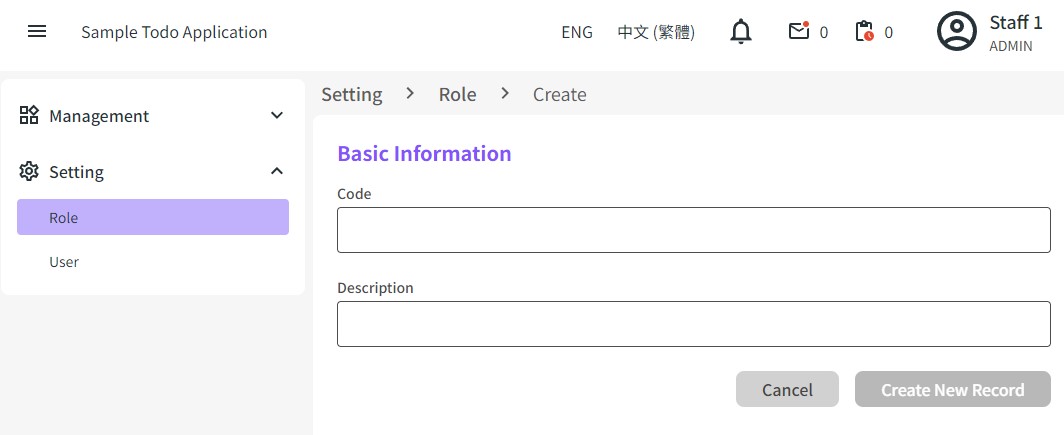 Sample Todo Application
ENG 中文 (繁體) 0 0 Staff 1
ADMIN
Management
Setting
Role
User
Setting > Role > Create
Basic Information
Code
Description
Cancel Create New Record